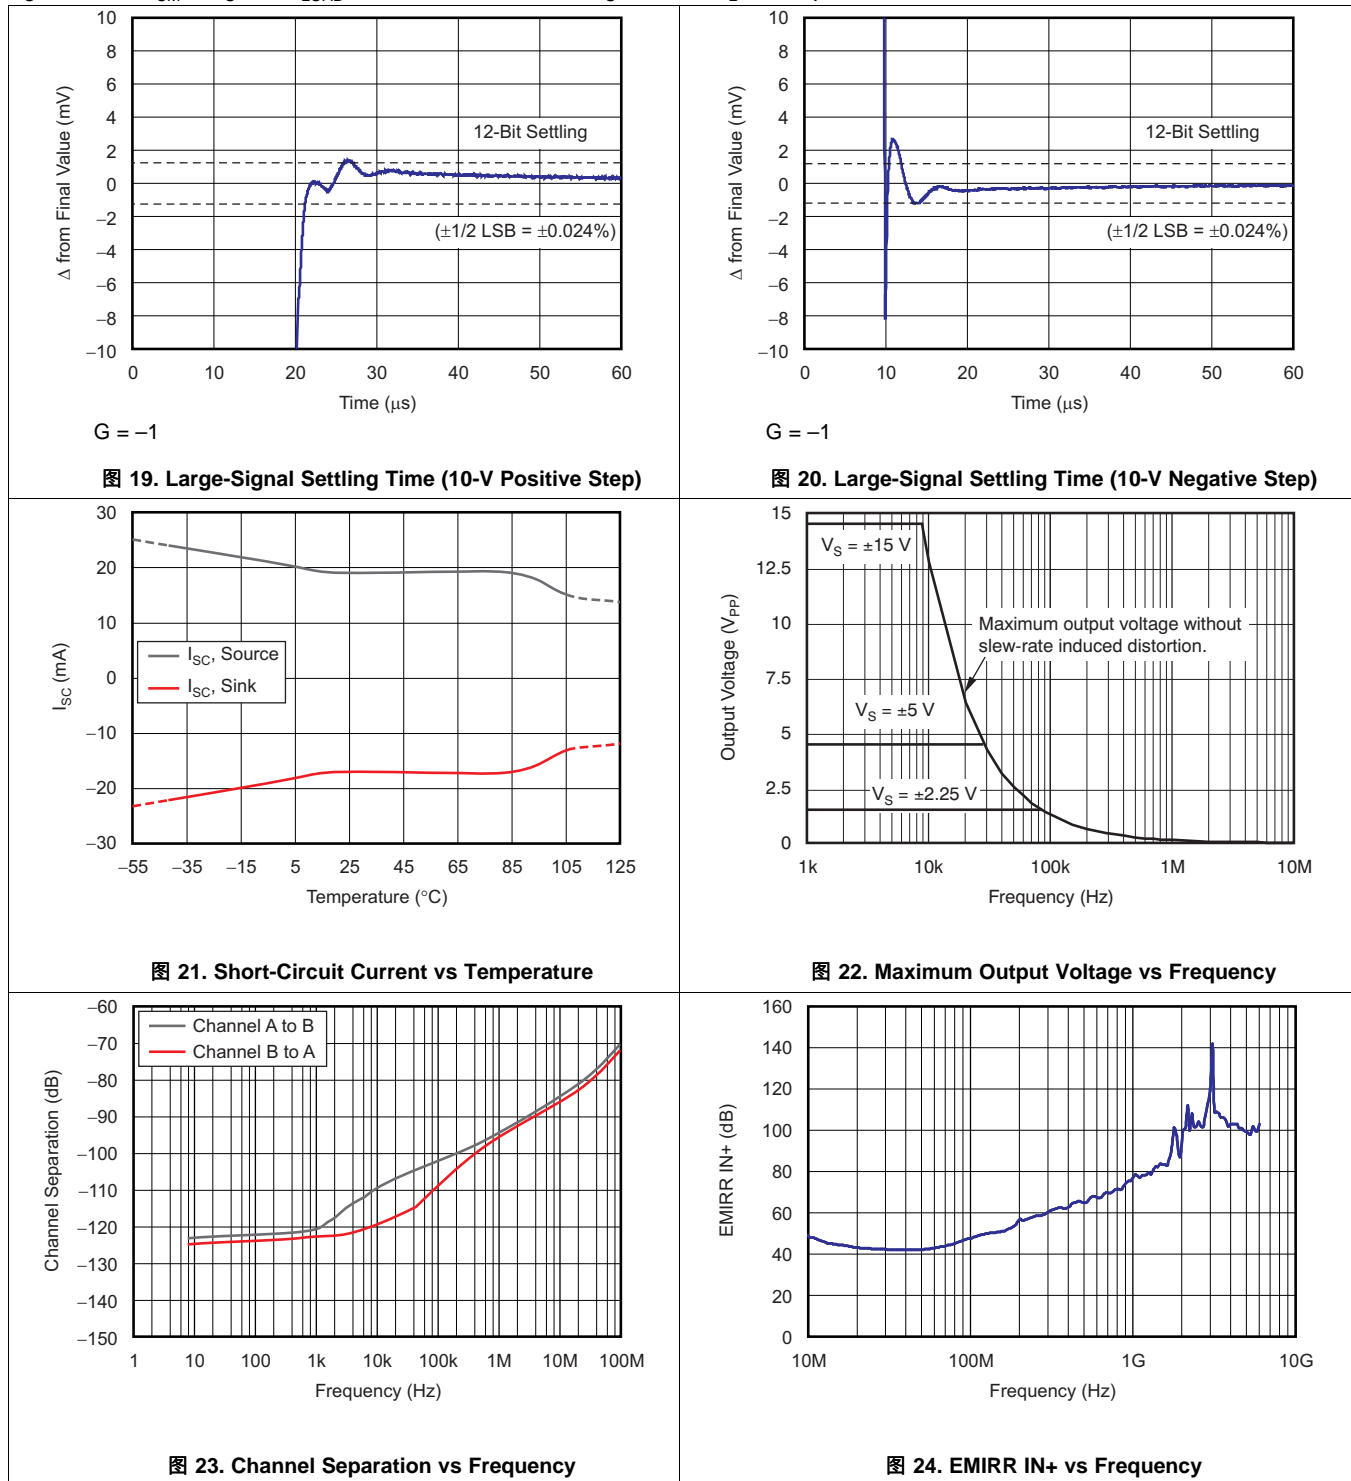 10
8
6
4
2
0
−2
−4
−6
−8
−10
Δ from Final Value (mV)
12-Bit Settling
(±1/2 LSB = ±0.024%)
0 10 20 30 40 50 60
Time (μs)
G = −1
图 19. Large-Signal Settling Time (10-V Positive Step)
10
8
6
4
2
0
−2
−4
−6
−8
−10
Δ from Final Value (mV)
12-Bit Settling
(±1/2 LSB = ±0.024%)
0 10 20 30 40 50 60
Time (μs)
G = −1
图 20. Large-Signal Settling Time (10-V Negative Step)
30
20
10
0
−10
−20
−30
I_SC (mA)
I_SC, Source
I_SC, Sink
−55 −35 −15 5 25 45 65 85 105 125
Temperature (°C)
图 21. Short-Circuit Current vs Temperature
15
12.5
10
7.5
5
2.5
0
Output Voltage (V_PP)
V_S = ±15 V
Maximum output voltage without
slew-rate induced distortion.
V_S = ±5 V
V_S = ±2.25 V
1k 10k 100k 1M 10M
Frequency (Hz)
图 22. Maximum Output Voltage vs Frequency
−60
−70
−80
−90
−100
−110
−120
−130
−140
−150
Channel Separation (dB)
Channel A to B
Channel B to A
1 10 100 1k 10k 100k 1M 10M 100M
Frequency (Hz)
图 23. Channel Separation vs Frequency
160
140
120
100
80
60
40
20
0
EMIRR IN+ (dB)
10M 100M 1G 10G
Frequency (Hz)
图 24. EMIRR IN+ vs Frequency